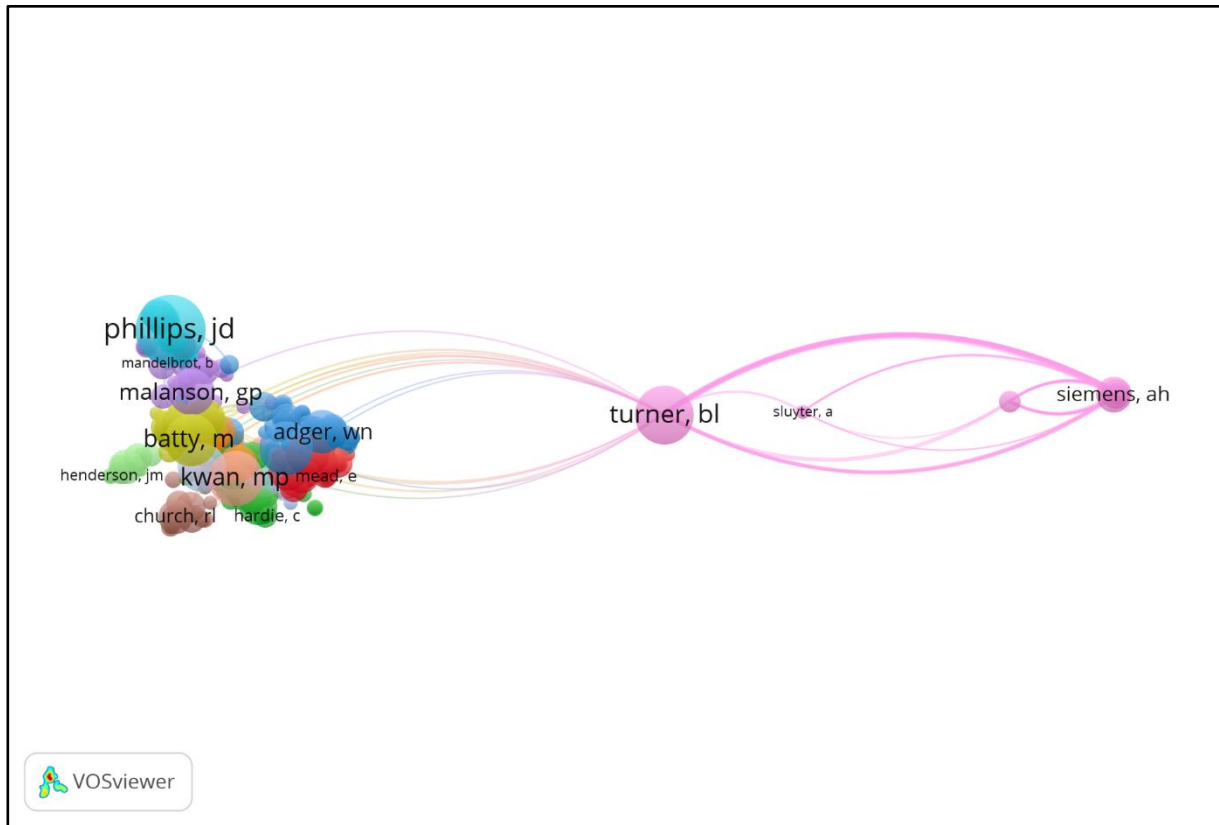 phillips, jd
mandelbrot, b
malanson, gp
batty, m
adger, wn
henderson, jm
kwan, mp
mead, e
church, rl
hardie, c
turner, bl
sluyter, a
siemens, ah
VOSviewer